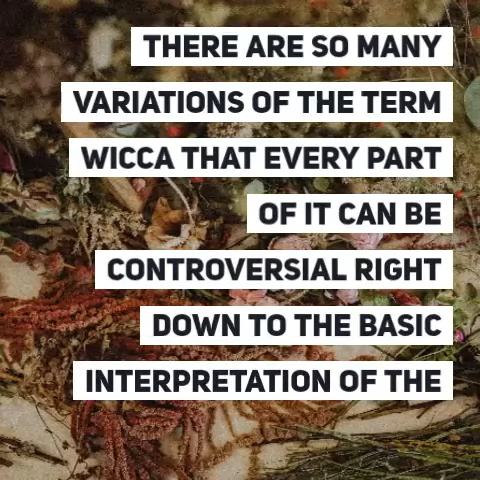 THERE ARE SO MANY
VARIATIONS OF THE TERM
WICCA THAT EVERY PART
OF IT CAN BE
CONTROVERSIAL RIGHT
DOWN TO THE BASIC
INTERPRETATION OF THE